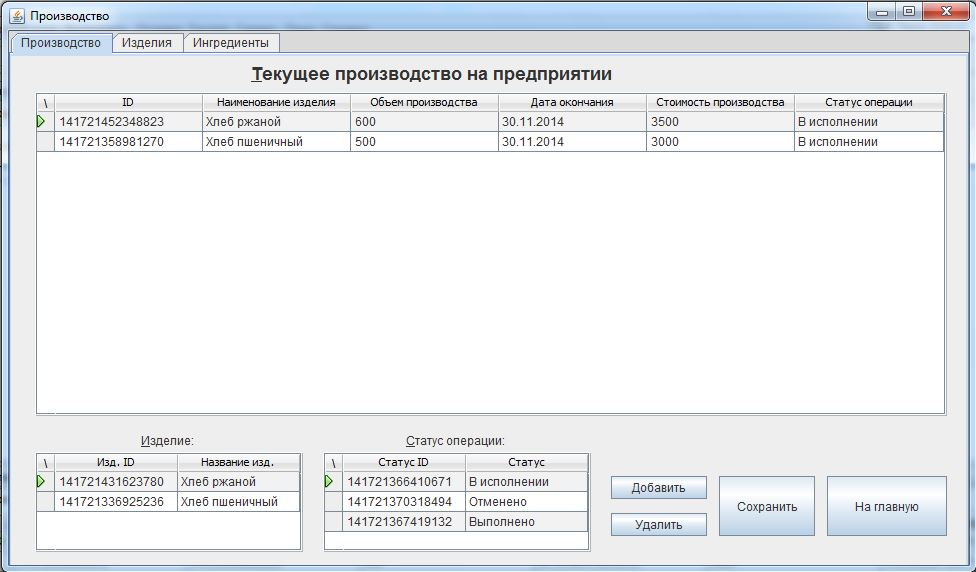 Производство
Производство Изделия Ингредиенты
Текущее производство на предприятии
\ ID Наименование изделия Объем производства Дата окончания Стоимость производства Статус операции
141721452348823 Хлеб ржаной 600 30.11.2014 3500 В исполнении
141721358981270 Хлеб пшеничный 500 30.11.2014 3000 В исполнении
Изделие: Статус операции:
\ Изд. ID Название изд. \ Статус ID Статус
141721431623780 Хлеб ржаной 141721366410671 В исполнении
141721336925236 Хлеб пшеничный 141721370318494 Отменено
141721367419132 Выполнено
Добавить Сохранить На главную
Удалить